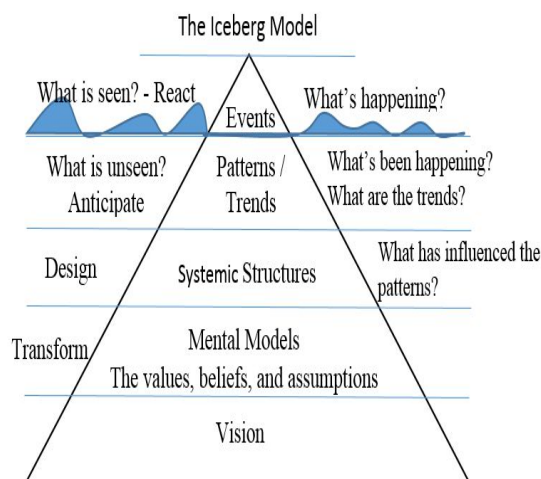 The Iceberg Model
What is seen? - React
Events
What's happening?
What is unseen?
Anticipate
Patterns /
Trends
What's been happening?
What are the trends?
Design
Systemic Structures
What has influenced the
patterns?
Transform
Mental Models
The values, beliefs, and assumptions
Vision